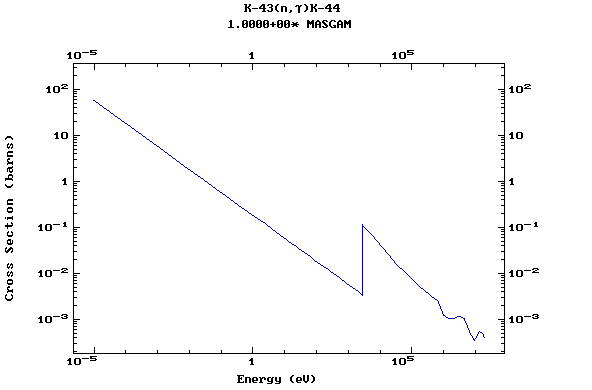 K-43(n,γ)K-44
1.0000+00* MASGAM
10⁻⁵ 1 10⁵
10² 10²
10 10
1 1
10⁻¹ 10⁻¹
10⁻² 10⁻²
10⁻³ 10⁻³
Cross Section (barns)
10⁻⁵ 1 10⁵
Energy (eV)